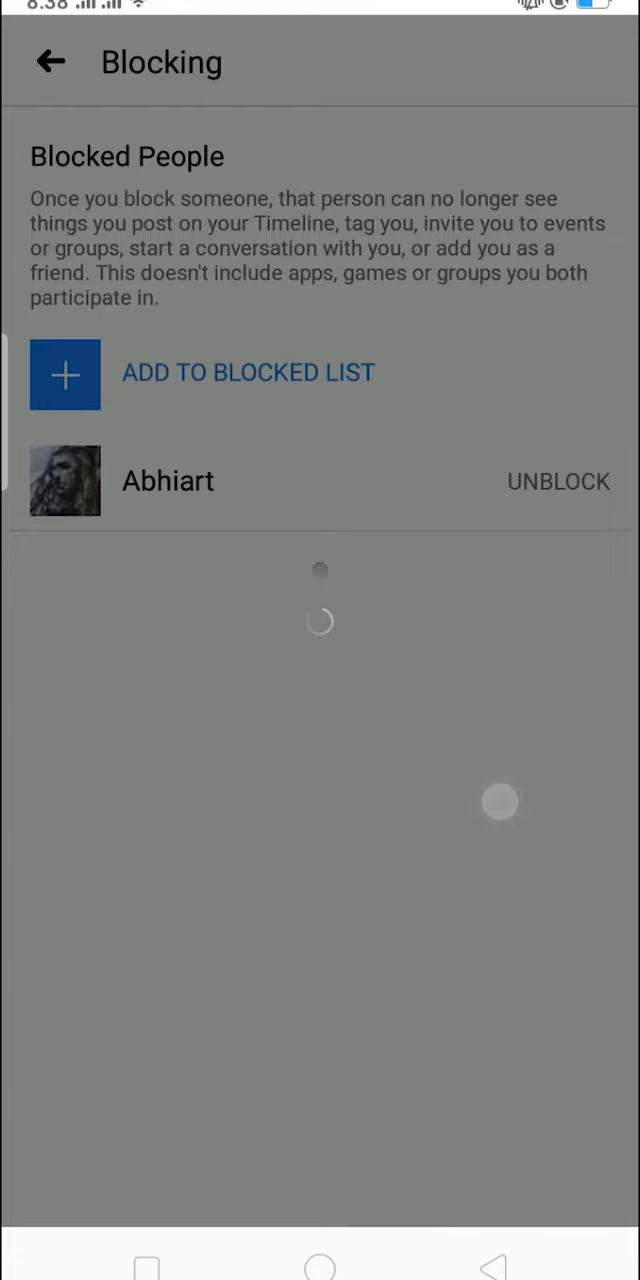 8.38
Blocking
Blocked People
Once you block someone, that person can no longer see
things you post on your Timeline, tag you, invite you to events
or groups, start a conversation with you, or add you as a
friend. This doesn't include apps, games or groups you both
participate in.
ADD TO BLOCKED LIST
Abhiart UNBLOCK